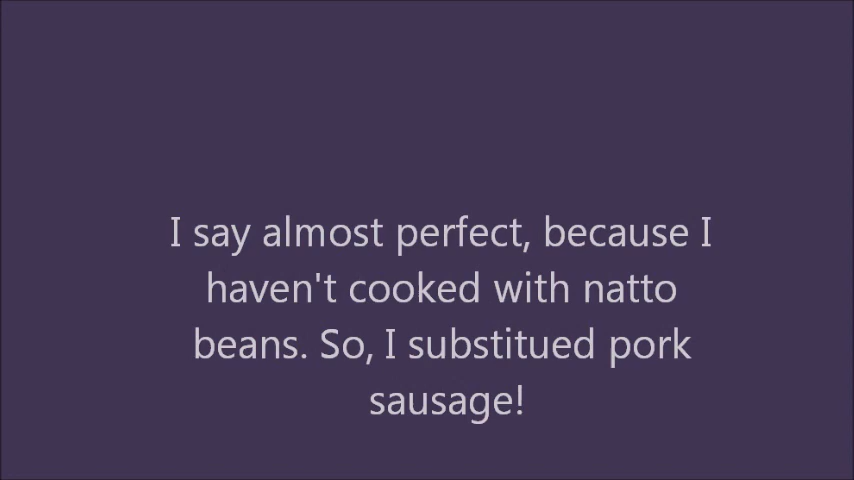 I say almost perfect, because I
haven't cooked with natto
beans. So, I substitued pork
sausage!